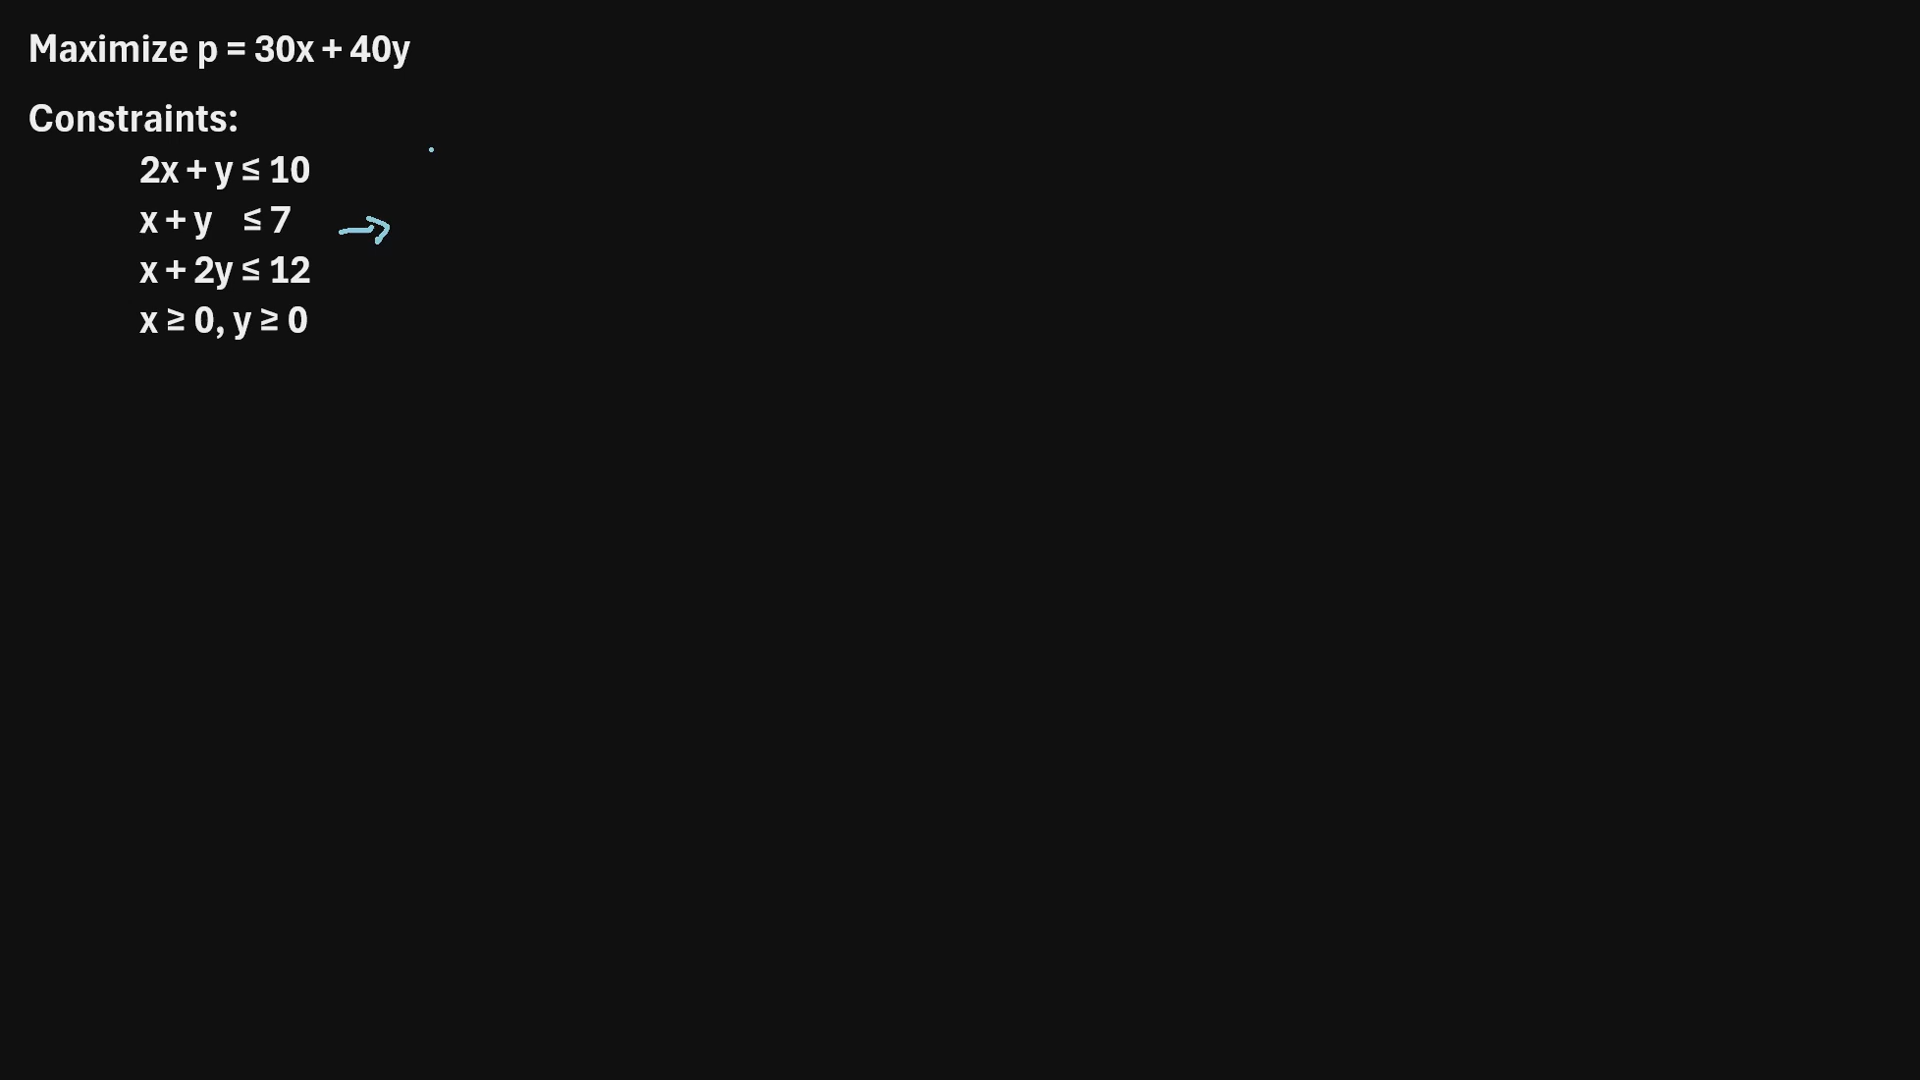 Maximize p = 30x + 40y
Constraints:
2x + y ≤ 10
x + y ≤ 7
x + 2y ≤ 12
x ≥ 0, y ≥ 0